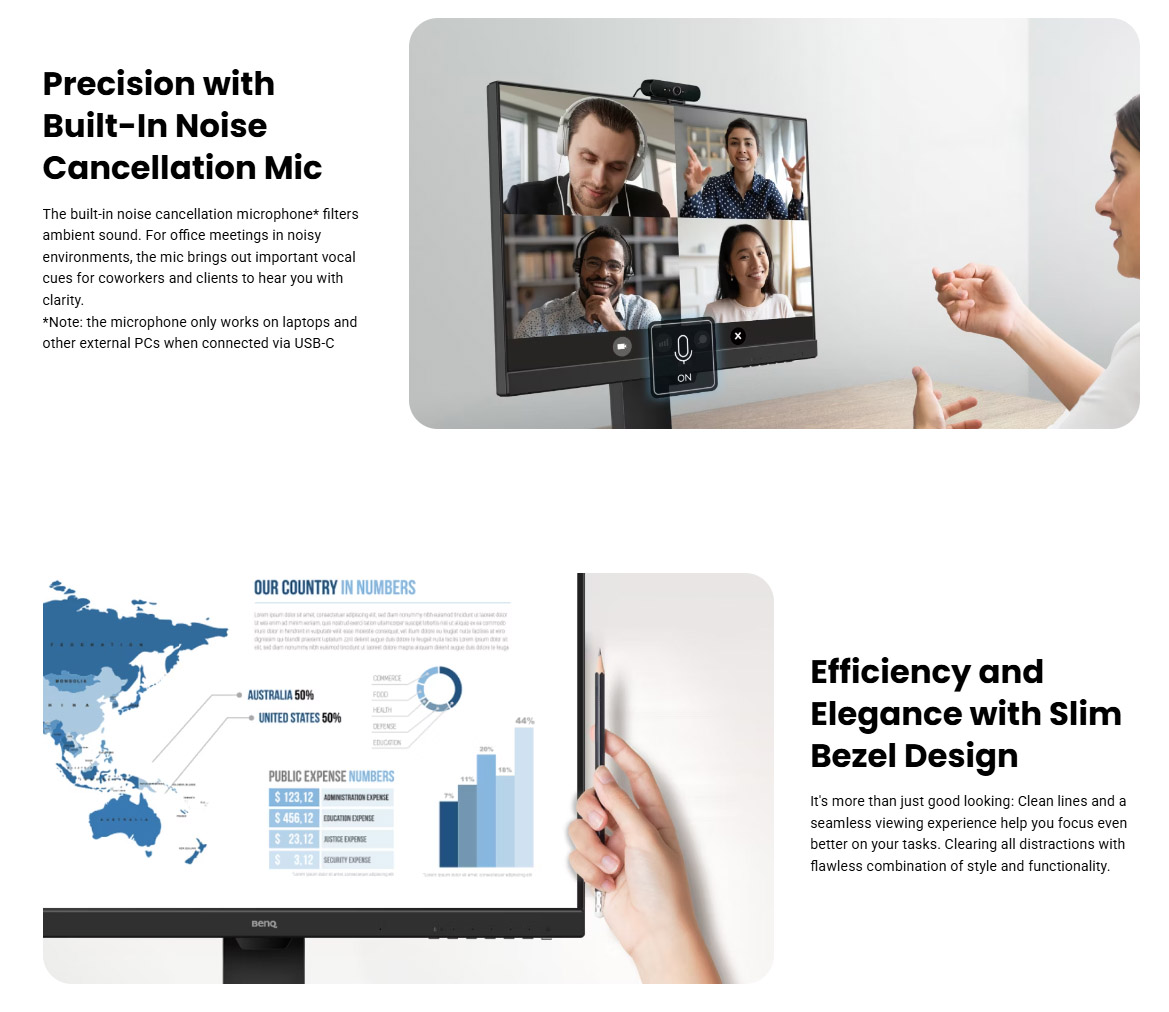 Precision with
Built-In Noise
Cancellation Mic
The built-in noise cancellation microphone* filters
ambient sound. For office meetings in noisy
environments, the mic brings out important vocal
cues for coworkers and clients to hear you with
clarity.
*Note: the microphone only works on laptops and
other external PCs when connected via USB-C
ON
OUR COUNTRY IN NUMBERS
MONGOLIA
AUSTRALIA 50%
UNITED STATES 50%
COMMERCE
FOOD
HEALTH
DEFENSE
EDUCATION
44%
20%
18%
11%
7%
PUBLIC EXPENSE NUMBERS
$ 123,12 ADMINISTRATION EXPENSE
$ 456,12 EDUCATION EXPENSE
$ 23,12 JUSTICE EXPENSE
$ 3,12 SECURITY EXPENSE
AUSTRALIA
BenQ
Efficiency and
Elegance with Slim
Bezel Design
It's more than just good looking: Clean lines and a
seamless viewing experience help you focus even
better on your tasks. Clearing all distractions with
flawless combination of style and functionality.